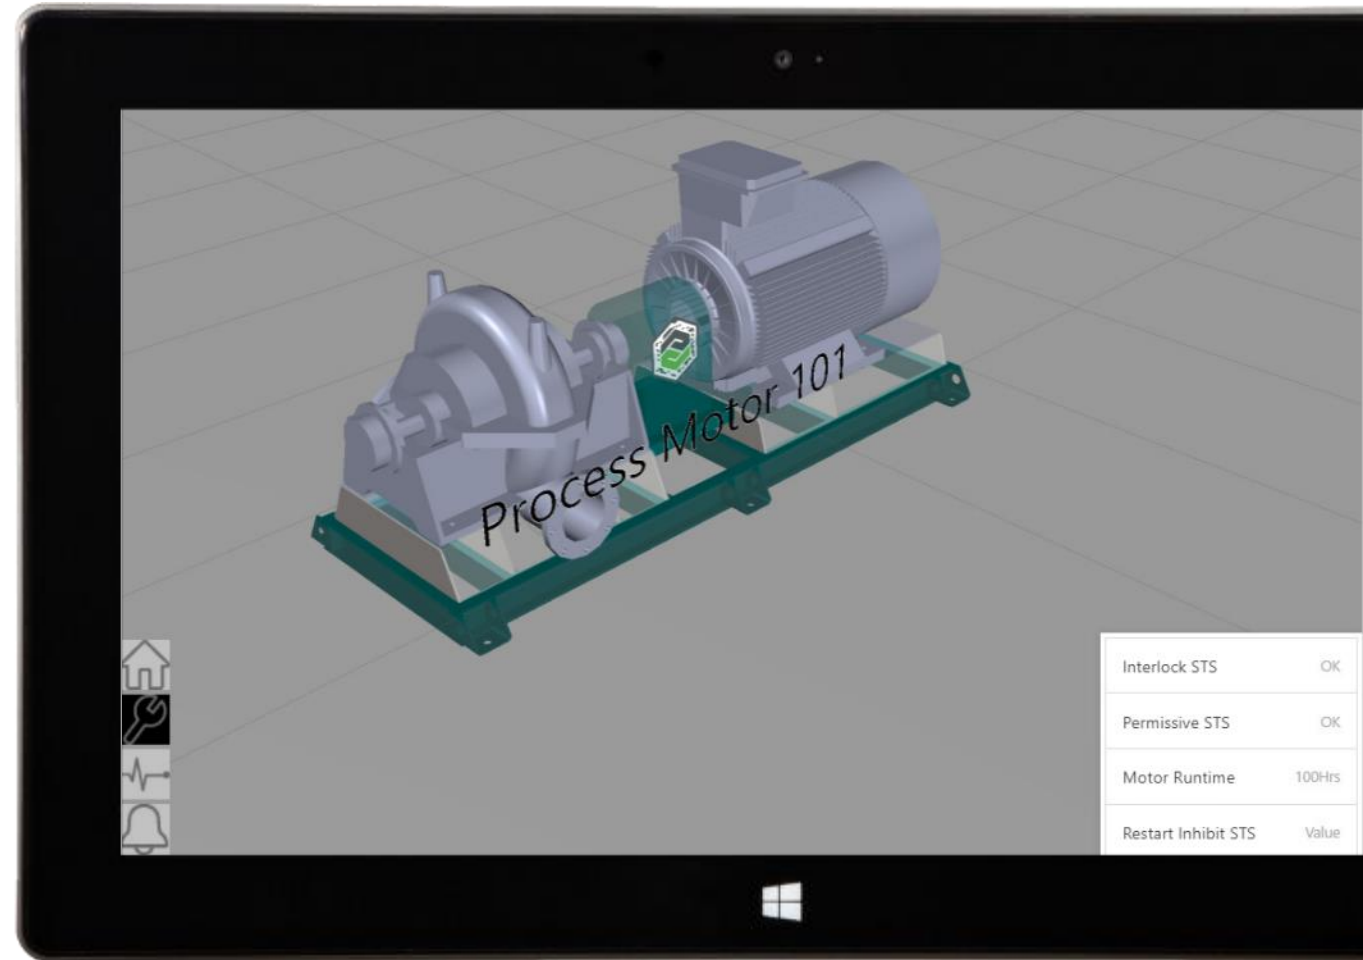 Process Motor 101
Interlock STS OK
Permissive STS OK
Motor Runtime 100Hrs
Restart Inhibit STS Value